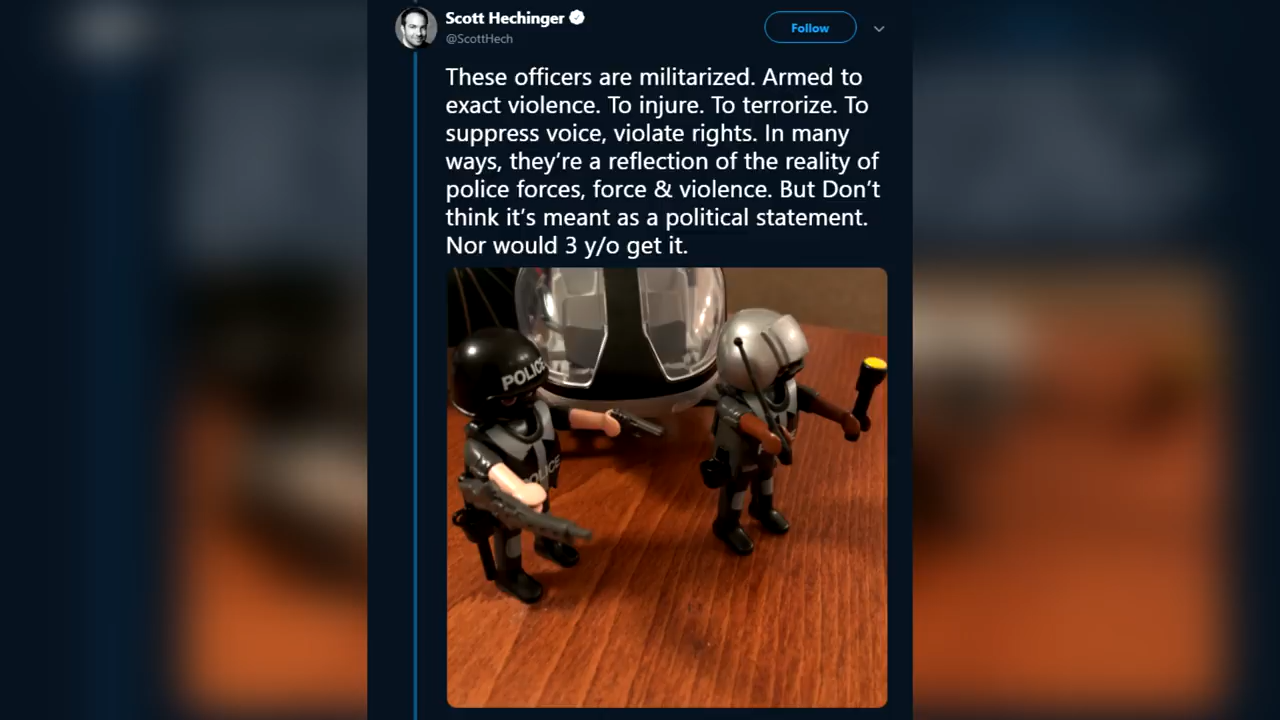 Scott Hechinger
@ScottHech
Follow
These officers are militarized. Armed to
exact violence. To injure. To terrorize. To
suppress voice, violate rights. In many
ways, they’re a reflection of the reality of
police forces, force & violence. But Don’t
think it’s meant as a political statement.
Nor would 3 y/o get it.
POLICE
POLICE